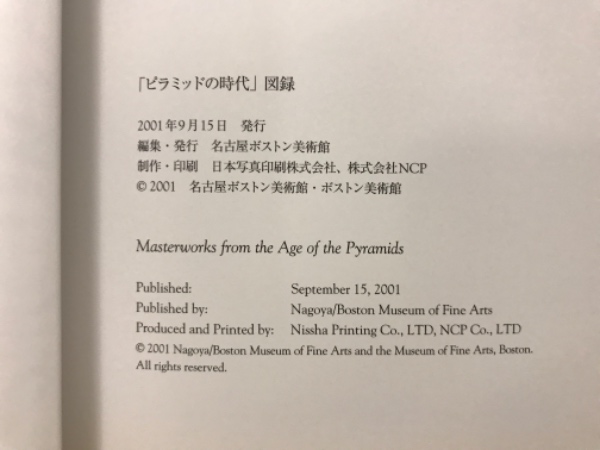 「ピラミッドの時代」図録
2001年9月15日 発行
編集・発行 名古屋ボストン美術館
制作・印刷 日本写真印刷株式会社、株式会社NCP
© 2001 名古屋ボストン美術館・ボストン美術館
Masterworks from the Age of the Pyramids
Published: September 15, 2001
Published by: Nagoya/Boston Museum of Fine Arts
Produced and Printed by: Nissha Printing Co., LTD, NCP Co., LTD
© 2001 Nagoya/Boston Museum of Fine Arts and the Museum of Fine Arts, Boston.
All rights reserved.